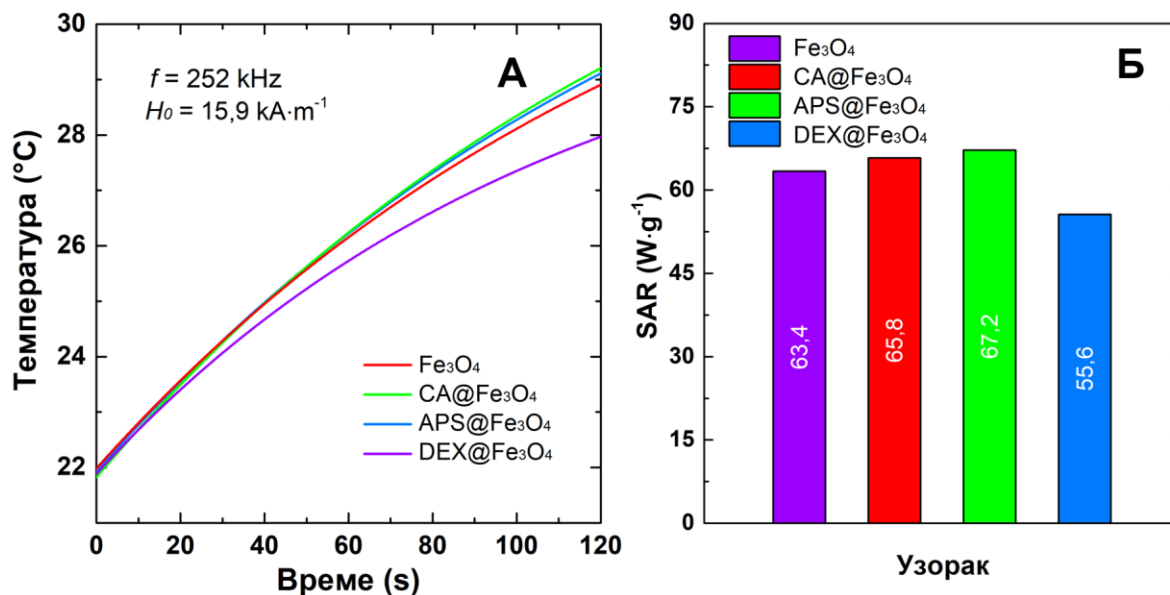 А
f = 252 kHz
H₀ = 15,9 kA·m⁻¹
Температура (°C)
30
28
26
24
22
0
20
40
60
80
100
120
Време (s)
Fe₃O₄
CA@Fe₃O₄
APS@Fe₃O₄
DEX@Fe₃O₄
Б
Fe₃O₄
CA@Fe₃O₄
APS@Fe₃O₄
DEX@Fe₃O₄
SAR (W·g⁻¹)
90
75
60
45
30
15
0
63,4
65,8
67,2
55,6
Узорак